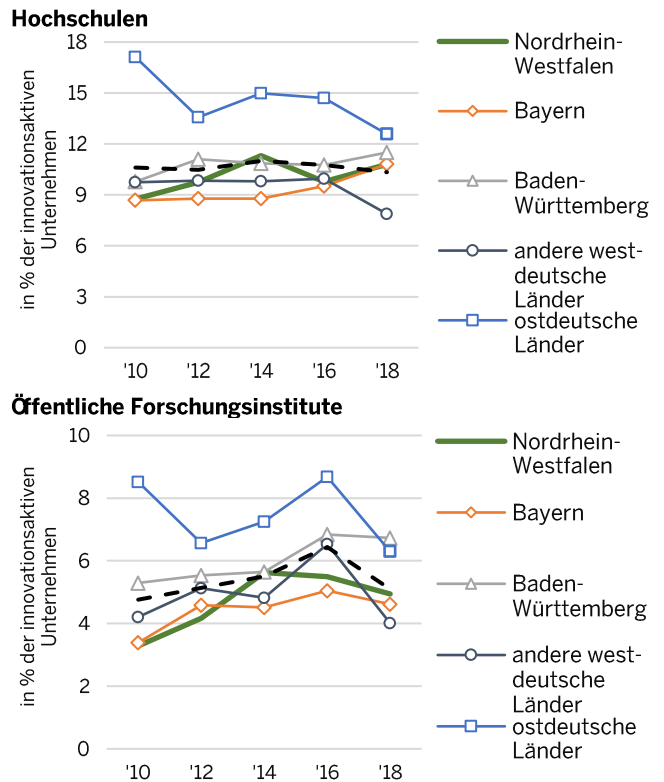 Hochschulen
in % der innovationsaktiven
Unternehmen
18
15
12
9
6
3
0
'10 '12 '14 '16 '18
Nordrhein-
Westfalen
Bayern
Baden-
Württemberg
andere west-
deutsche
Länder
ostdeutsche
Länder
Öffentliche Forschungsinstitute
in % der innovationsaktiven
Unternehmen
10
8
6
4
2
0
'10 '12 '14 '16 '18
Nordrhein-
Westfalen
Bayern
Baden-
Württemberg
andere west-
deutsche
Länder
ostdeutsche
Länder